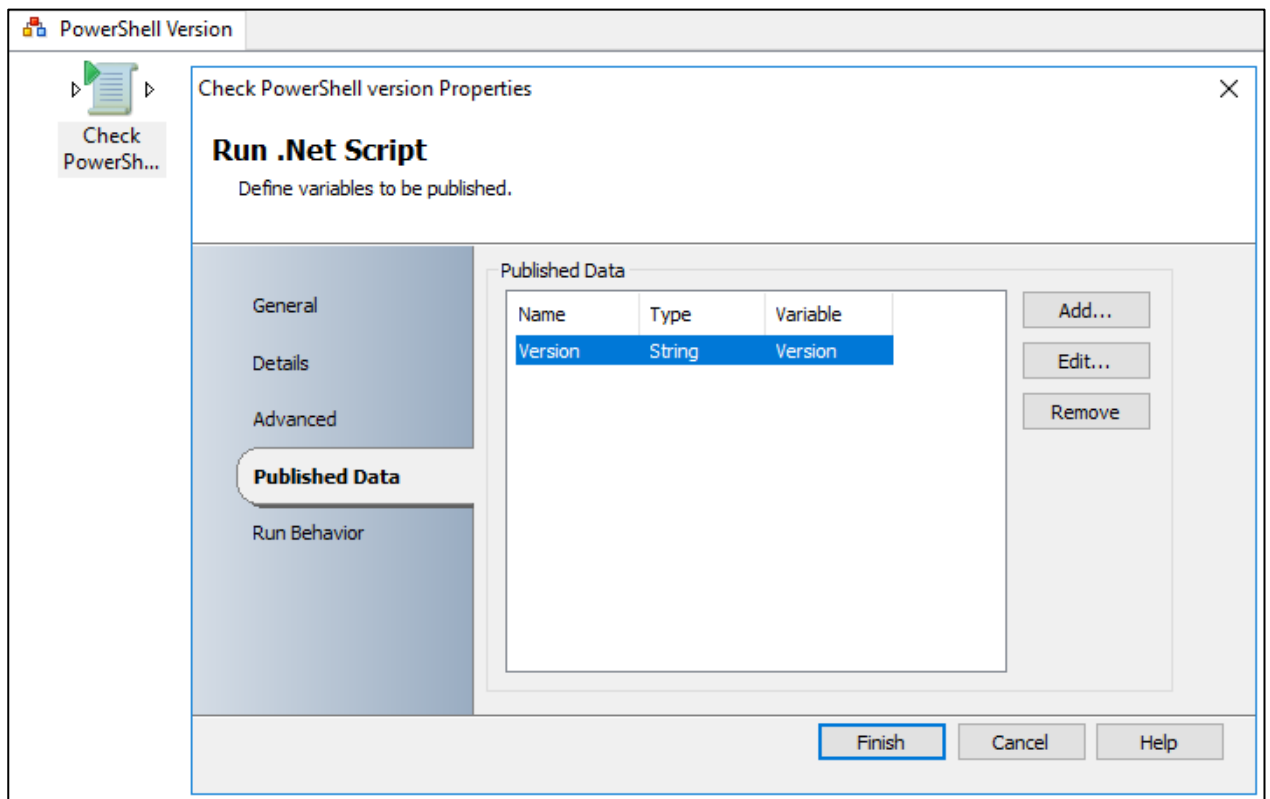 PowerShell Version
Check
PowerSh...
Check PowerShell version Properties
Run .Net Script
Define variables to be published.
General
Details
Advanced
Published Data
Run Behavior
Published Data
Name Type Variable
Version String Version
Add...
Edit...
Remove
Finish Cancel Help